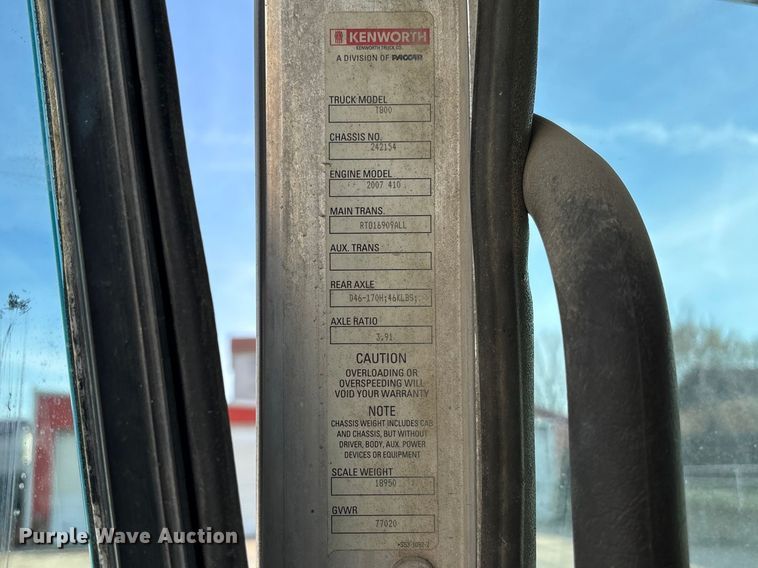 KENWORTH
KENWORTH TRUCK CO.
A DIVISION OF PACCAR
TRUCK MODEL
T800
CHASSIS NO.
242154
ENGINE MODEL
2007 410
MAIN TRANS.
RTO16909ALL
AUX. TRANS
REAR AXLE
D46-170H;46KLBS;
AXLE RATIO
3.91
CAUTION
OVERLOADING OR
OVERSPEEDING WILL
VOID YOUR WARRANTY
NOTE
CHASSIS WEIGHT INCLUDES CAB
AND CHASSIS, BUT WITHOUT
DRIVER, BODY, AUX. POWER
DEVICES OR EQUIPMENT
SCALE WEIGHT
18950
GVWR
77020
Purple Wave Auction